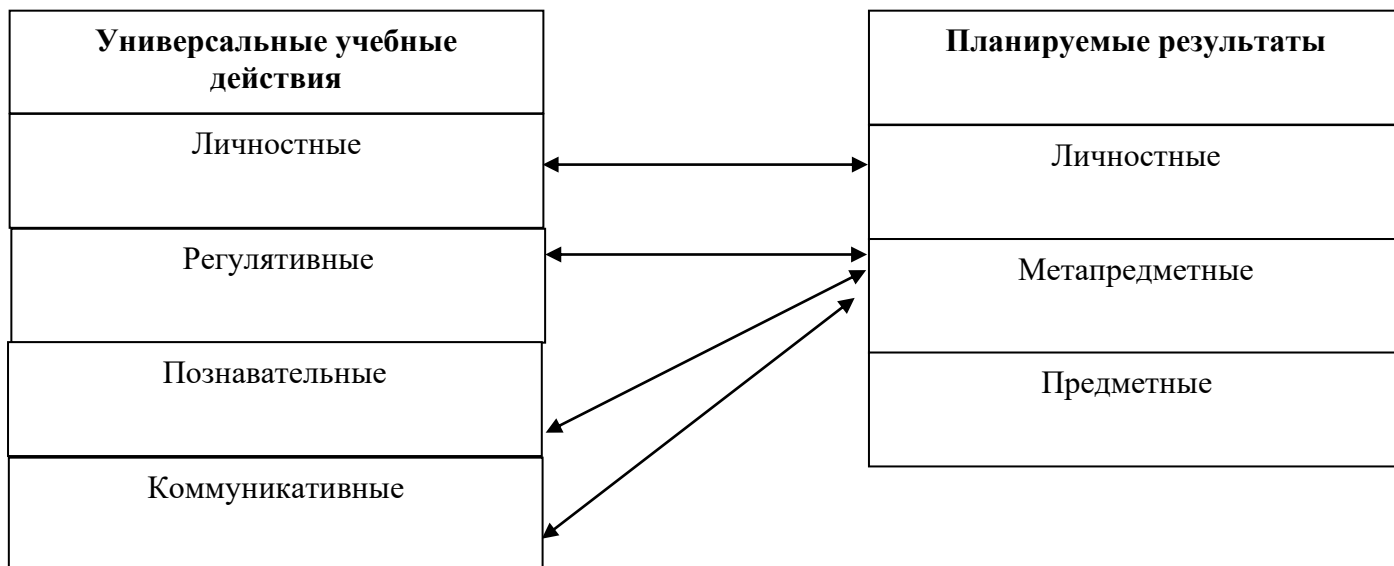 Универсальные учебные
действия
Личностные
Регулятивные
Познавательные
Коммуникативные
Планируемые результаты
Личностные
Метапредметные
Предметные